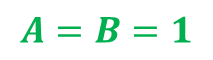 A = B = 1